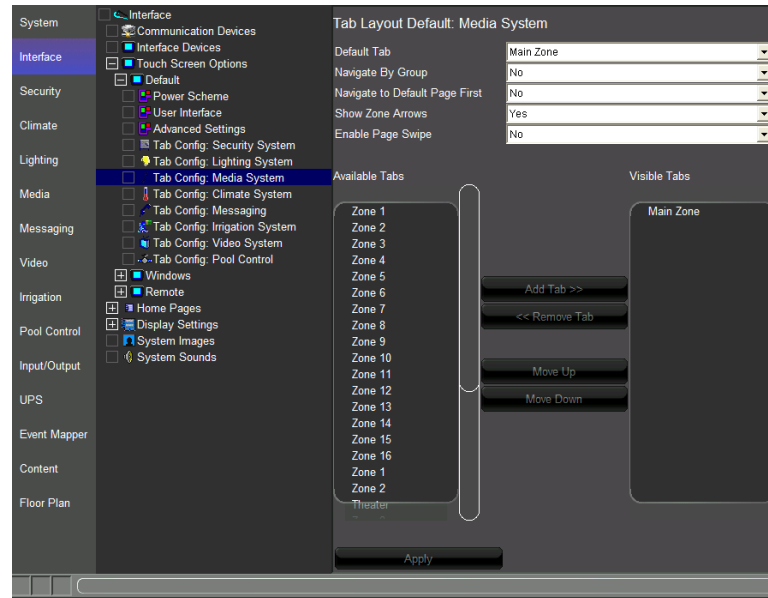 System
Interface
Security
Climate
Lighting
Media
Messaging
Video
Irrigation
Pool Control
Input/Output
UPS
Event Mapper
Content
Floor Plan
Interface
Communication Devices
Interface Devices
Touch Screen Options
Default
Power Scheme
User Interface
Advanced Settings
Tab Config: Security System
Tab Config: Lighting System
Tab Config: Media System
Tab Config: Climate System
Tab Config: Messaging
Tab Config: Irrigation System
Tab Config: Video System
Tab Config: Pool Control
Windows
Remote
Home Pages
Display Settings
System Images
System Sounds
Tab Layout Default: Media System
Default Tab Main Zone
Navigate By Group No
Navigate to Default Page First No
Show Zone Arrows Yes
Enable Page Swipe No
Available Tabs
Zone 1
Zone 2
Zone 3
Zone 4
Zone 5
Zone 6
Zone 7
Zone 8
Zone 9
Zone 10
Zone 11
Zone 12
Zone 13
Zone 14
Zone 15
Zone 16
Zone 1
Zone 2
Theater
Add Tab >>
<< Remove Tab
Move Up
Move Down
Visible Tabs
Main Zone
Apply